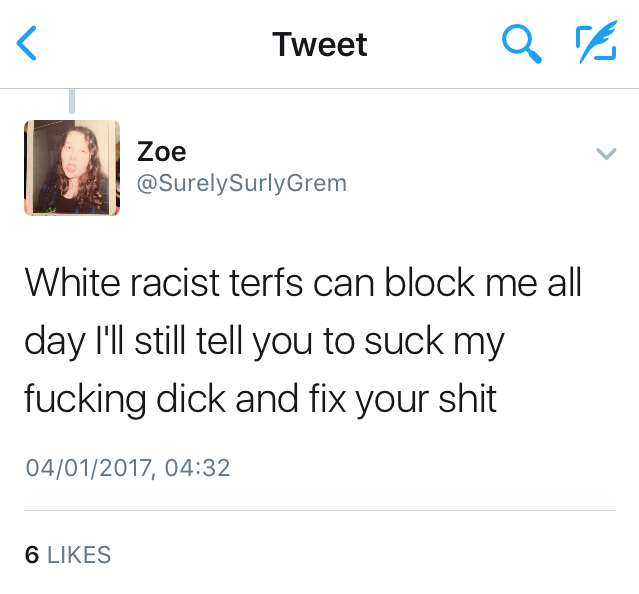 Tweet
Zoe
@SurelySurlyGrem
White racist terfs can block me all
day I'll still tell you to suck my
fucking dick and fix your shit
04/01/2017, 04:32
6 LIKES